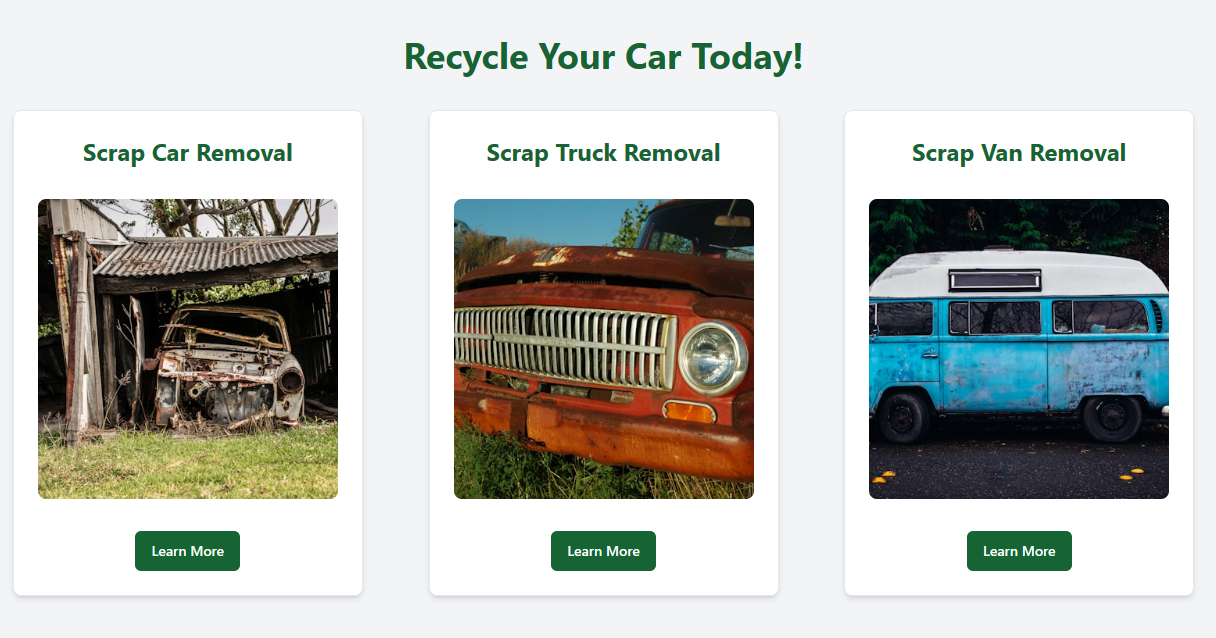 Recycle Your Car Today!
Scrap Car Removal
Scrap Truck Removal
Scrap Van Removal
Learn More
Learn More
Learn More